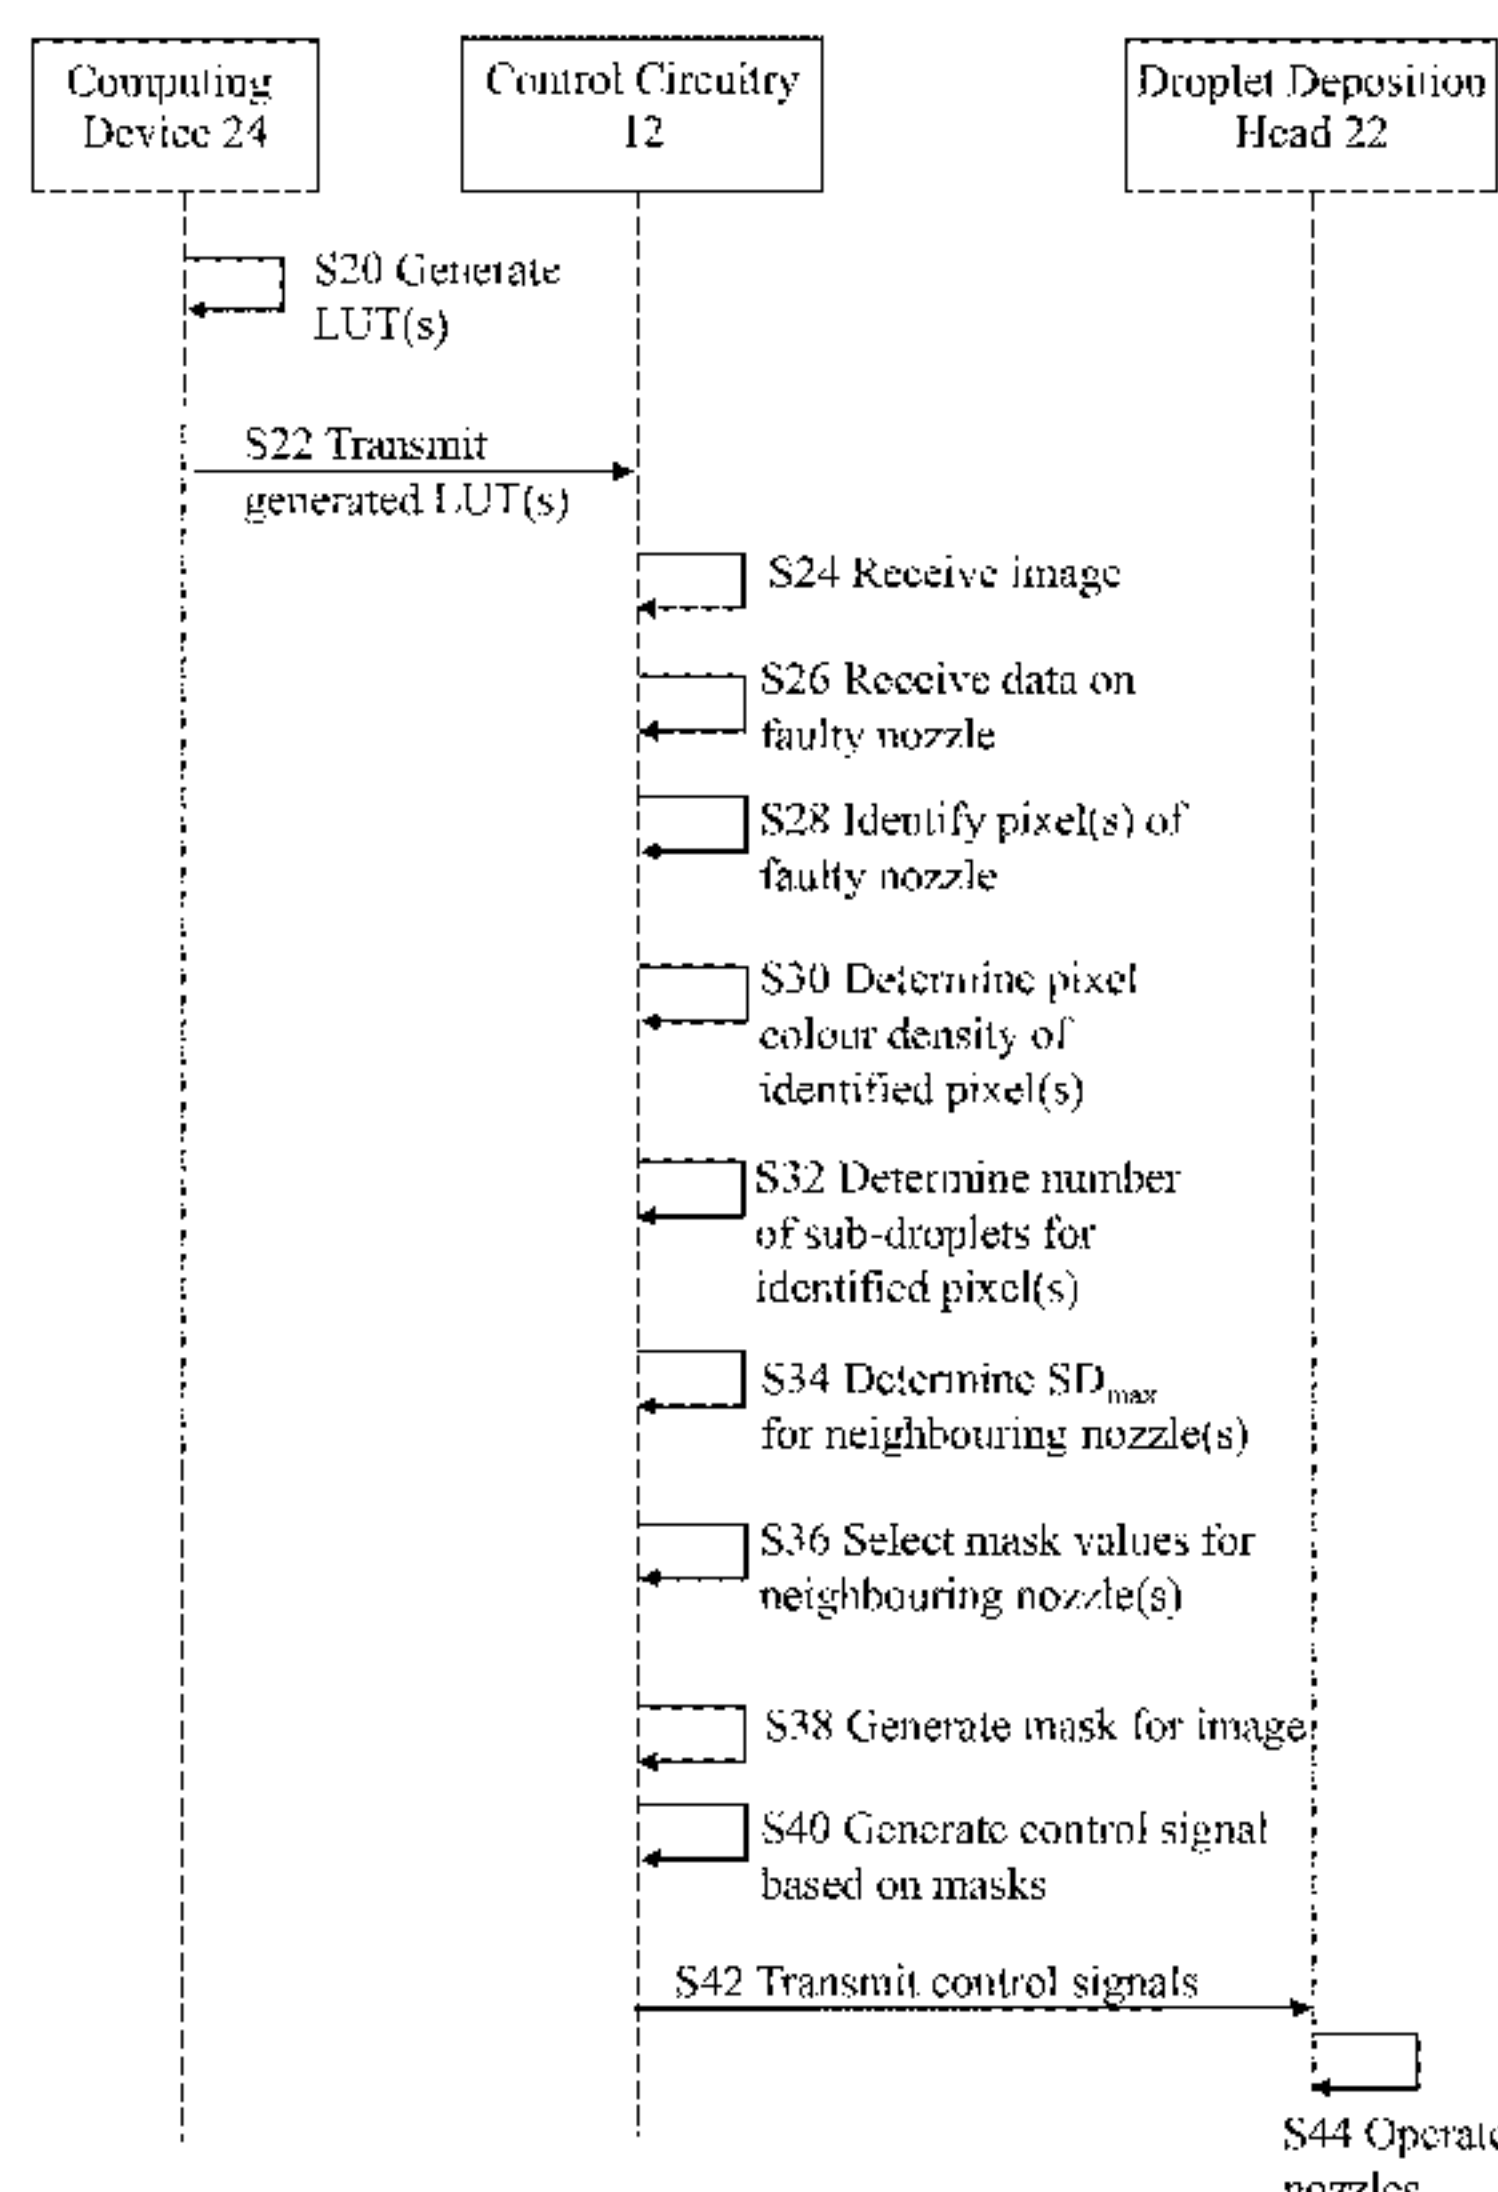 Computing
Device 24
Control Circuitry
12
Droplet Deposition
Head 22
S20 Generate
LUT(s)
S22 Transmit
generated LUT(s)
S24 Receive image
S26 Receive data on
faulty nozzle
S28 Identify pixel(s) of
faulty nozzle
S30 Determine pixel
colour density of
identified pixel(s)
S32 Determine number
of sub-droplets for
identified pixel(s)
S34 Determine SDmax
for neighbouring nozzle(s)
S36 Select mask values for
neighbouring nozzle(s)
S38 Generate mask for image
S40 Generate control signal
based on masks
S42 Transmit control signals
S44 Operate
nozzles